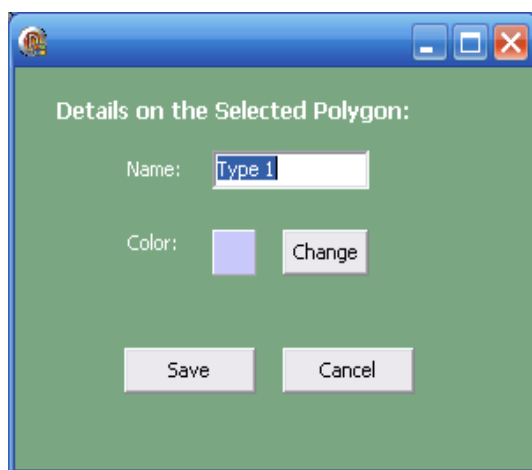 Details on the Selected Polygon:
Name: Type 1
Color: Change
Save Cancel